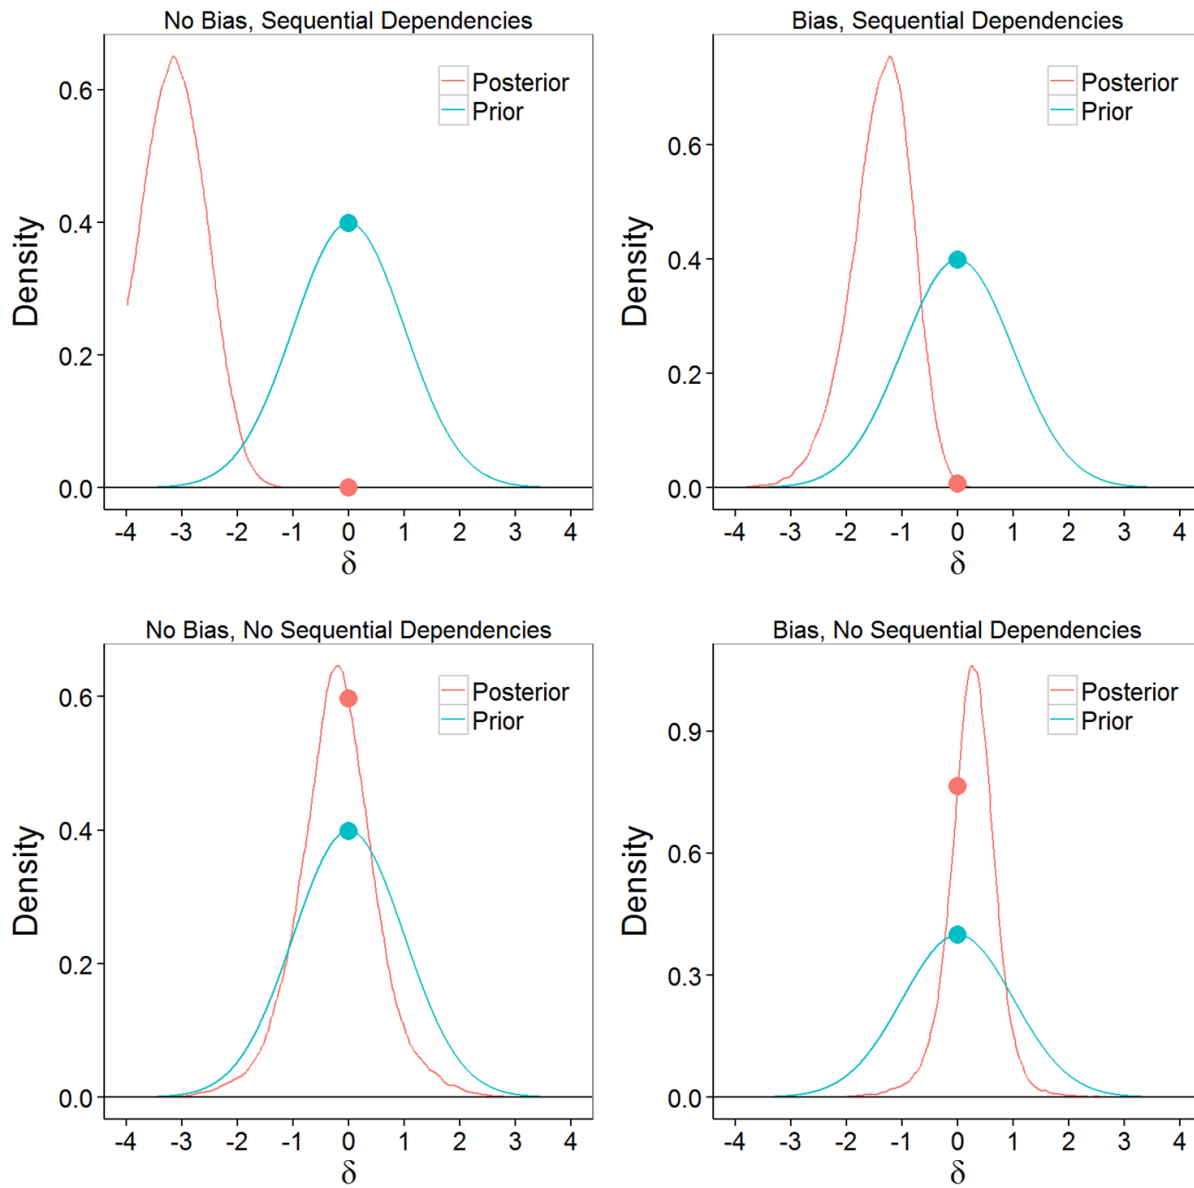 No Bias, Sequential Dependencies
Posterior
Prior
Density
0.6
0.4
0.2
0.0
-4 -3 -2 -1 0 1 2 3 4
δ
Bias, Sequential Dependencies
Posterior
Prior
Density
0.6
0.4
0.2
0.0
-4 -3 -2 -1 0 1 2 3 4
δ
No Bias, No Sequential Dependencies
Posterior
Prior
Density
0.6
0.4
0.2
0.0
-4 -3 -2 -1 0 1 2 3 4
δ
Bias, No Sequential Dependencies
Posterior
Prior
Density
0.9
0.6
0.3
0.0
-4 -3 -2 -1 0 1 2 3 4
δ